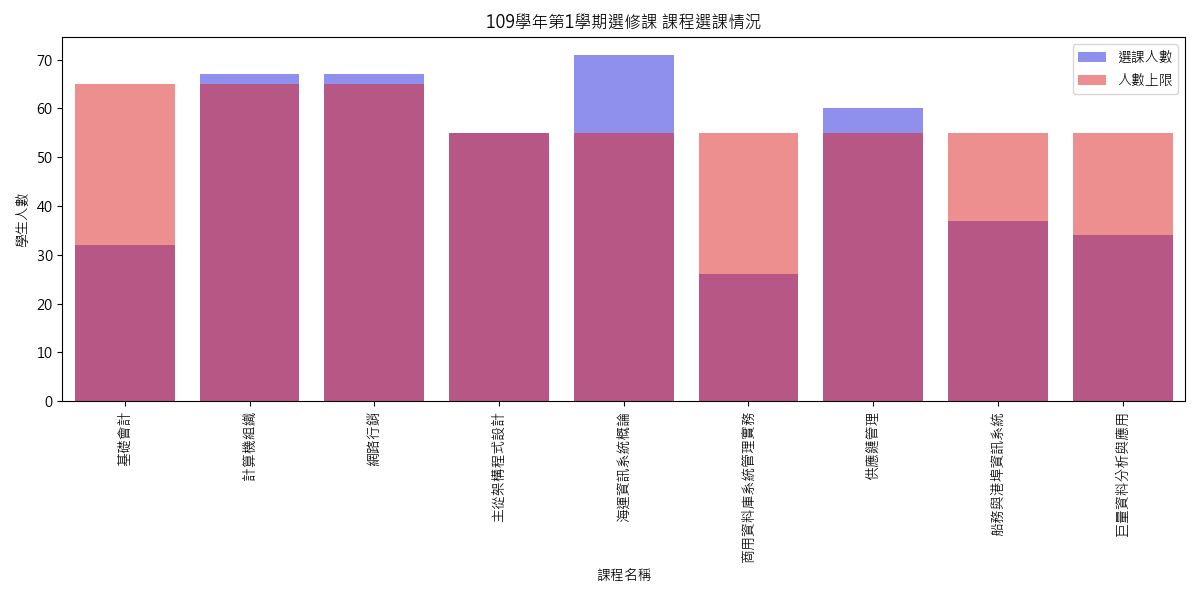 109學年第1學期選修課 課程選課情況
選課人數
人數上限
學生人數
70
60
50
40
30
20
10
0
基礎會計
計算機組織
網路行銷
主從架構程式設計
海運資訊系統概論
商用資料庫系統管理實務
供應鏈管理
船務與港埠資訊系統
巨量資料分析與應用
課程名稱